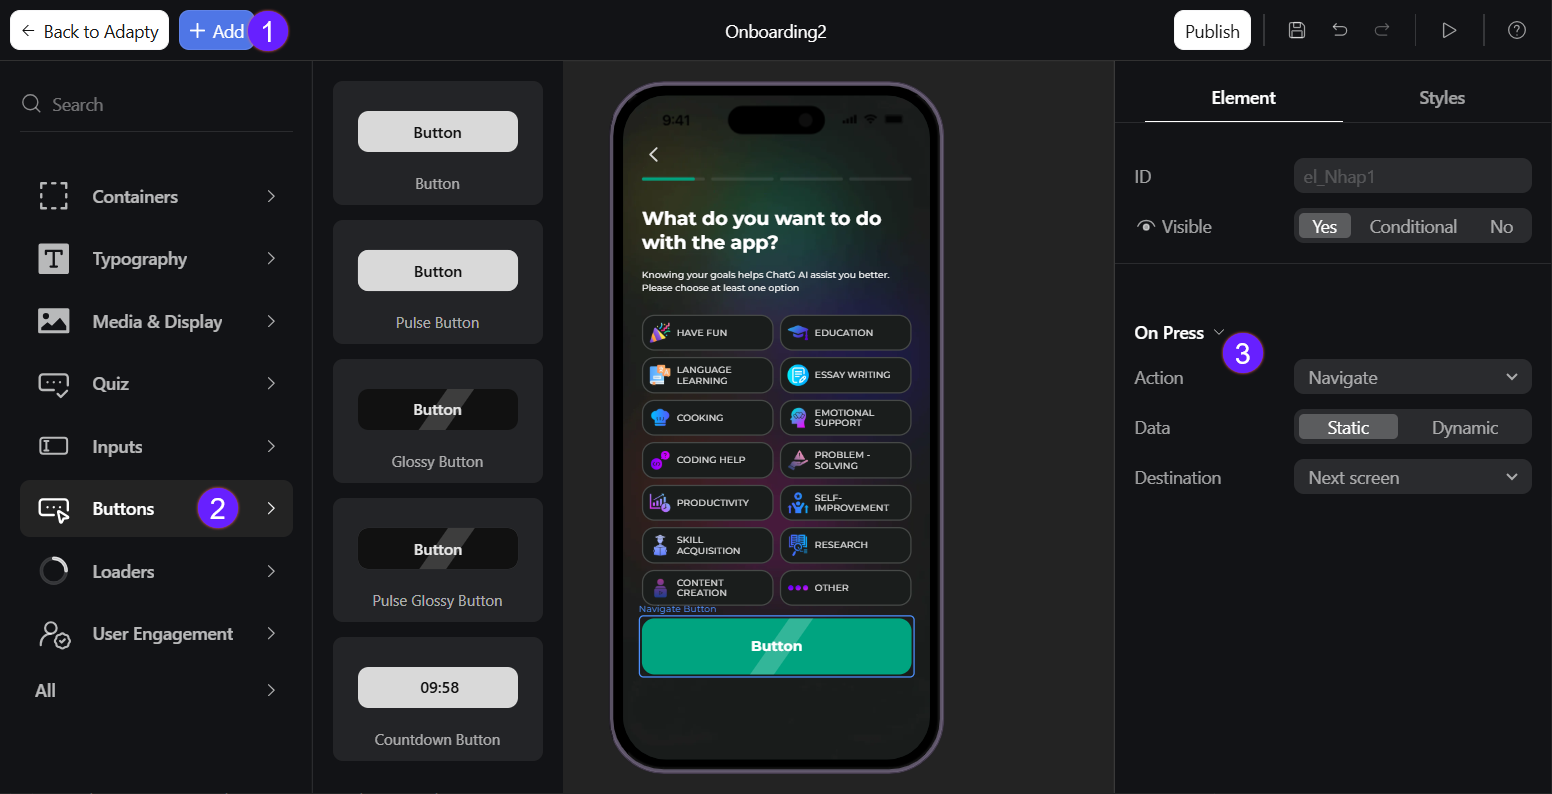 Back to Adapty
Add
1
Onboarding2
Publish
Search
Containers
Typography
Media & Display
Quiz
Inputs
Buttons
2
Loaders
User Engagement
All
Button
Button
Button
Pulse Button
Button
Glossy Button
Button
Pulse Glossy Button
09:58
Countdown Button
9:41
What do you want to do
with the app?
Knowing your goals helps ChatG AI assist you better.
Please choose at least one option
HAVE FUN
EDUCATION
LANGUAGE
LEARNING
ESSAY WRITING
COOKING
EMOTIONAL
SUPPORT
CODING HELP
PROBLEM -
SOLVING
PRODUCTIVITY
SELF-
IMPROVEMENT
SKILL
ACQUISITION
RESEARCH
CONTENT
CREATION
OTHER
Navigate Button
Button
Element
Styles
ID
el_Nhap1
Visible
Yes
Conditional
No
On Press
3
Action
Navigate
Data
Static
Dynamic
Destination
Next screen